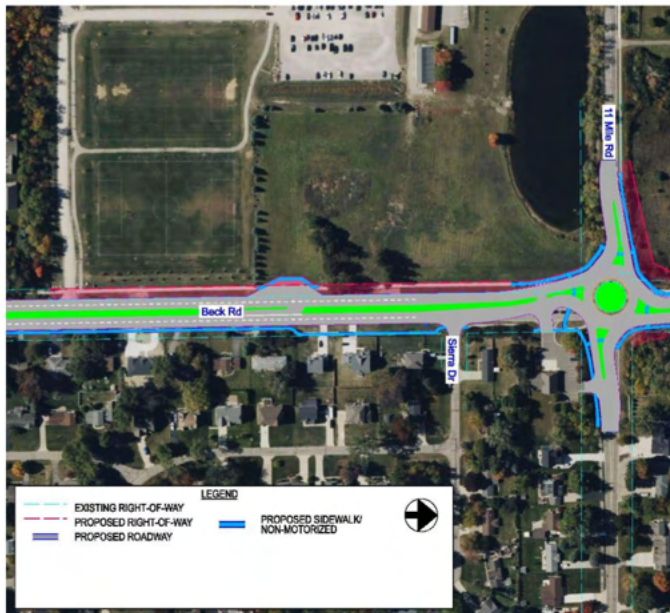 11 Mile Rd
Beck Rd
Sierra Dr
LEGEND
EXISTING RIGHT-OF-WAY
PROPOSED RIGHT-OF-WAY
PROPOSED ROADWAY
PROPOSED SIDEWALK/
NON-MOTORIZED